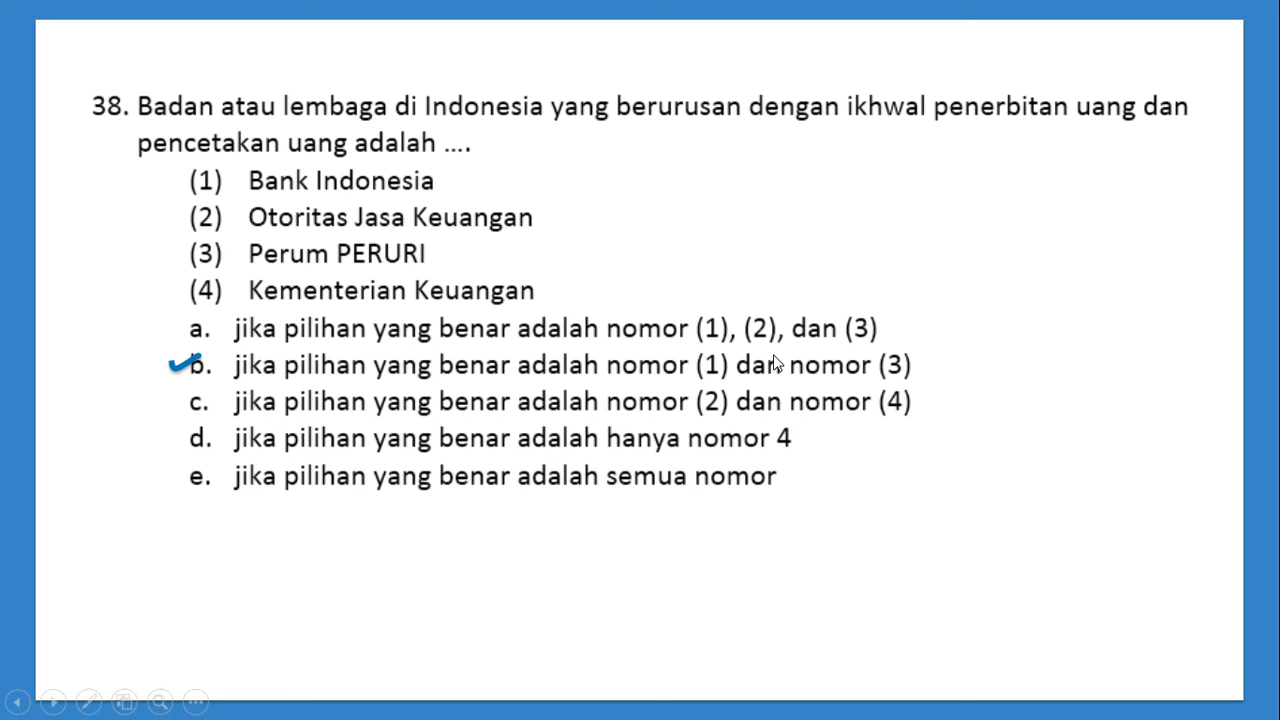 38. Badan atau lembaga di Indonesia yang berurusan dengan ikhwal penerbitan uang dan
pencetakan uang adalah ....
(1) Bank Indonesia
(2) Otoritas Jasa Keuangan
(3) Perum PERURI
(4) Kementerian Keuangan
a. jika pilihan yang benar adalah nomor (1), (2), dan (3)
b. jika pilihan yang benar adalah nomor (1) dan nomor (3)
c. jika pilihan yang benar adalah nomor (2) dan nomor (4)
d. jika pilihan yang benar adalah hanya nomor 4
e. jika pilihan yang benar adalah semua nomor